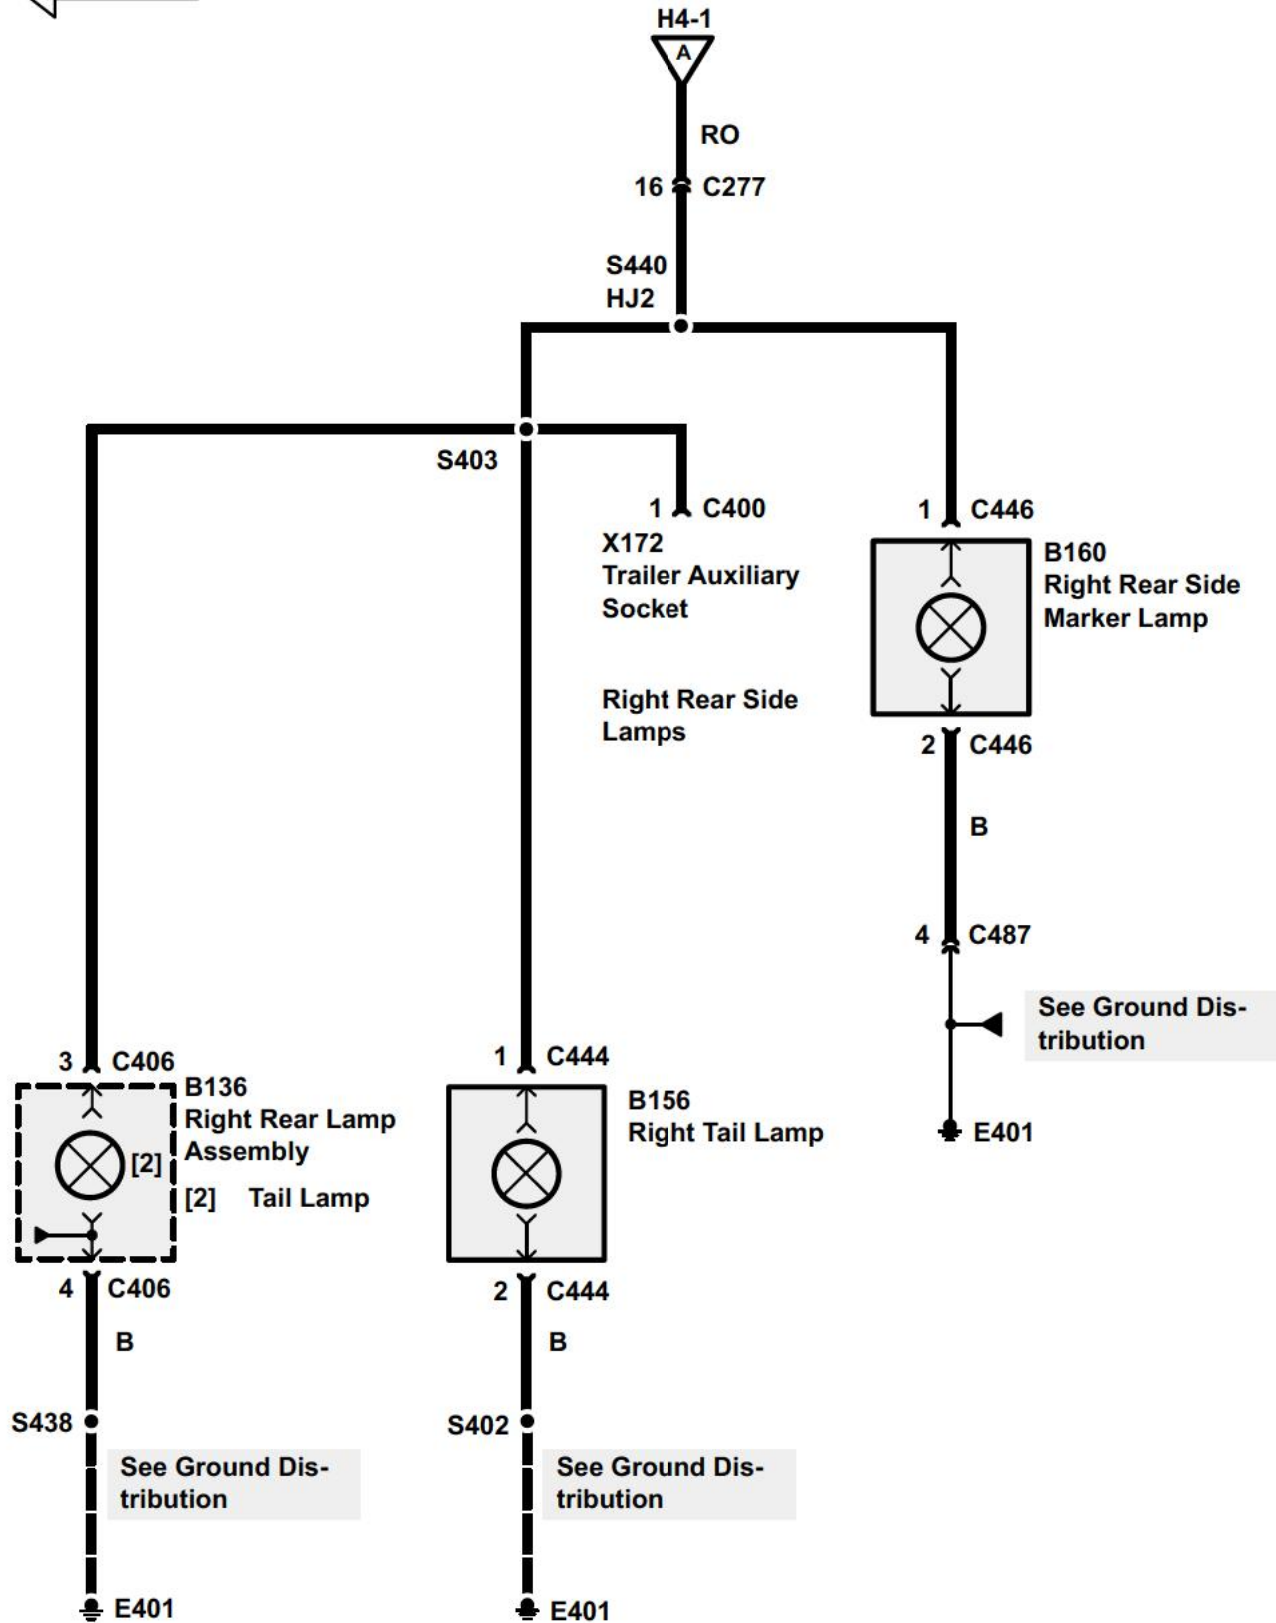 H4-1
A
RO
16 C277
S440
HJ2
S403
1 C400
X172
Trailer Auxiliary
Socket
Right Rear Side
Lamps
1 C446
B160
Right Rear Side
Marker Lamp
2 C446
B
4 C487
See Ground Dis-
tribution
E401
3 C406
B136
Right Rear Lamp
Assembly
[2]
[2] Tail Lamp
4 C406
B
S438
See Ground Dis-
tribution
E401
1 C444
B156
Right Tail Lamp
2 C444
B
S402
See Ground Dis-
tribution
E401